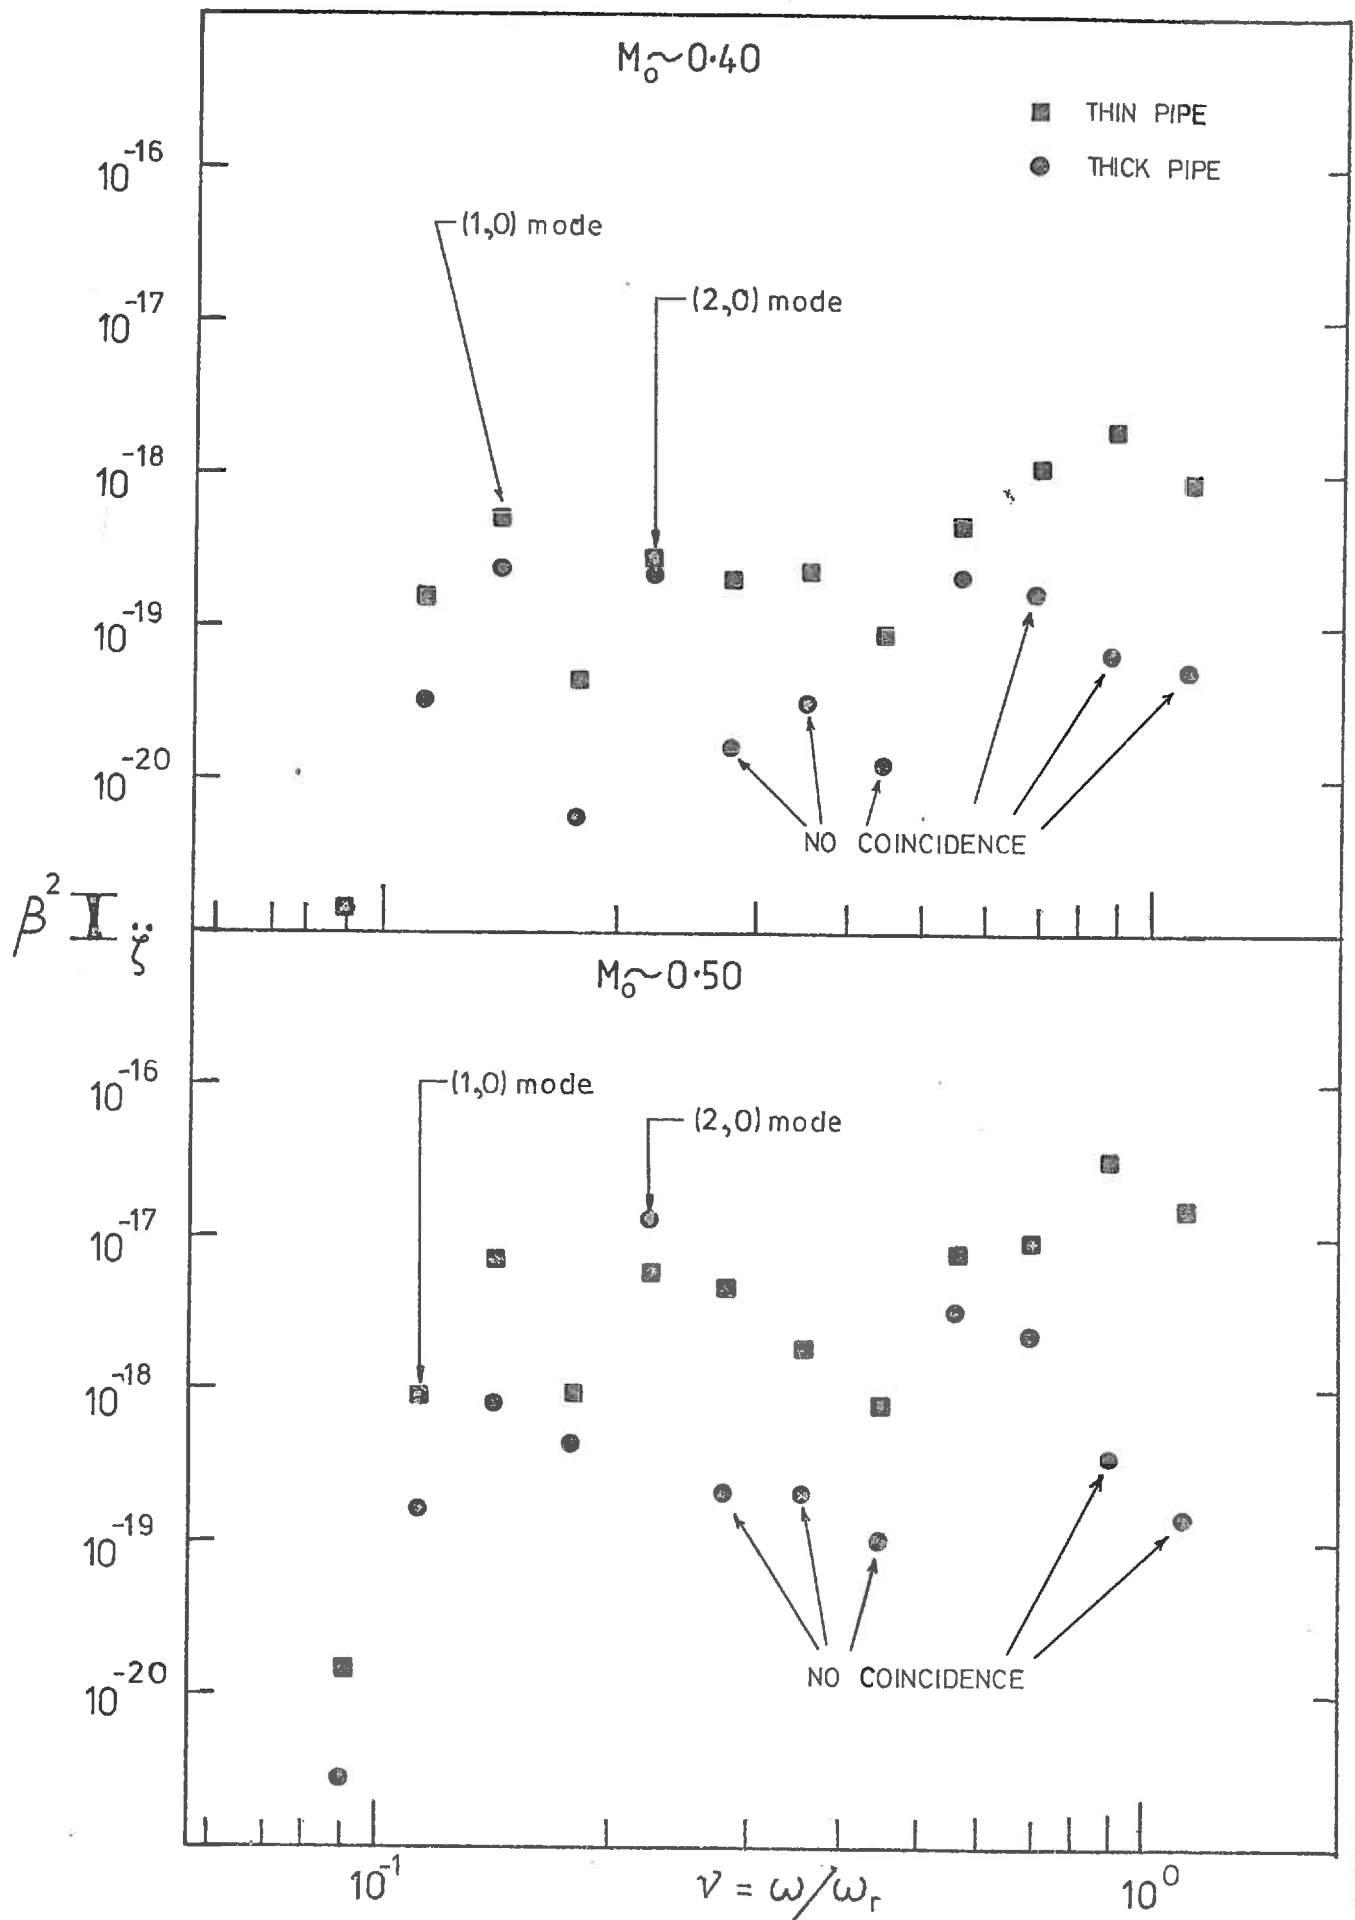 M₀~0·40
THIN PIPE
THICK PIPE
10⁻¹⁶
(1,0) mode
(2,0) mode
10⁻¹⁷
10⁻¹⁸
10⁻¹⁹
10⁻²⁰
NO COINCIDENCE
β² I ζ̈
M₀~0·50
10⁻¹⁶
(1,0) mode
(2,0) mode
10⁻¹⁷
10⁻¹⁸
10⁻¹⁹
10⁻²⁰
NO COINCIDENCE
10⁻¹
ν = ω/ωᵣ
10⁰